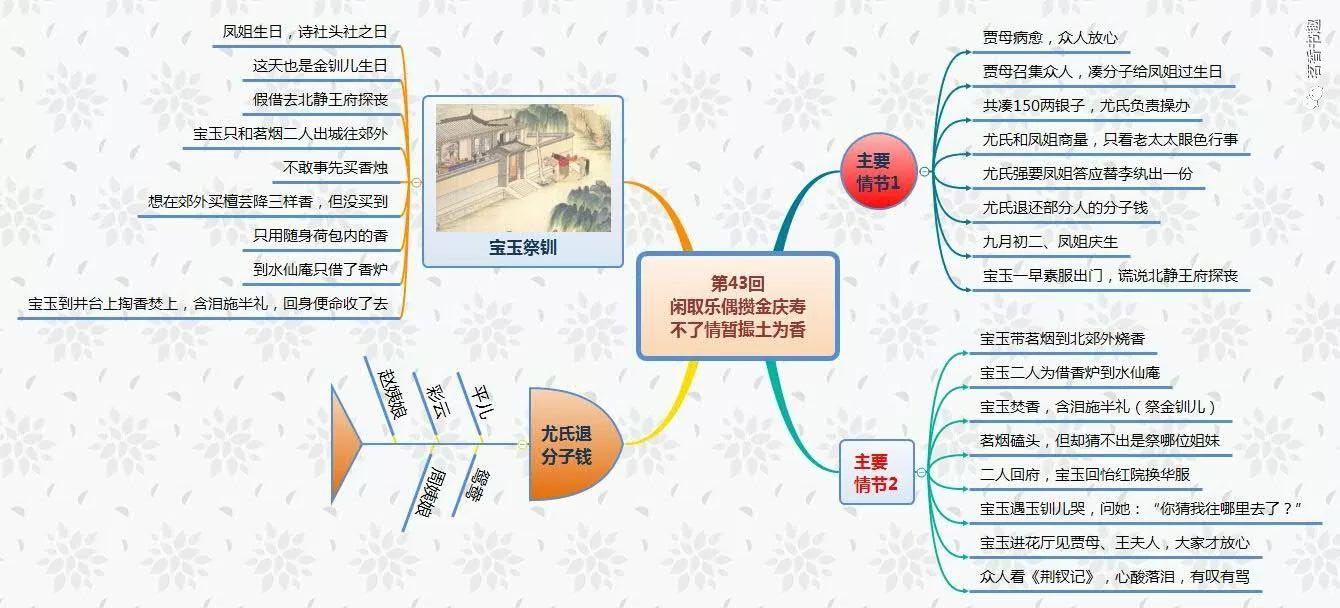 第43回
闲取乐偶攒金庆寿
不了情暂撮土为香
主要
情节1
贾母病愈，众人放心
贾母召集众人，凑分子给凤姐过生日
共凑150两银子，尤氏负责操办
尤氏和凤姐商量，只看老太太眼色行事
尤氏强要凤姐答应替李纨出一份
尤氏退还部分人的分子钱
九月初二、凤姐庆生
宝玉一早素服出门，谎说北静王府探丧
主要
情节2
宝玉带茗烟到北郊外烧香
宝玉二人为借香炉到水仙庵
宝玉焚香，含泪施半礼（祭金钏儿）
茗烟磕头，但却猜不出是祭哪位姐妹
二人回府，宝玉回怡红院换华服
宝玉遇玉钏儿哭，问她：“你猜我往哪里去了？”
宝玉进花厅见贾母、王夫人，大家才放心
众人看《荆钗记》，心酸落泪，有叹有骂
宝玉祭钏
凤姐生日，诗社头社之日
这天也是金钏儿生日
假借去北静王府探丧
宝玉只和茗烟二人出城往郊外
不敢事先买香烛
想在郊外买檀芸降三样香，但没买到
只用随身荷包内的香
到水仙庵只借了香炉
宝玉到井台上掏香焚上，含泪施半礼，回身便命收了去
尤氏退
分子钱
平儿
彩云
赵姨娘
鸳鸯
周姨娘
茗香书趣